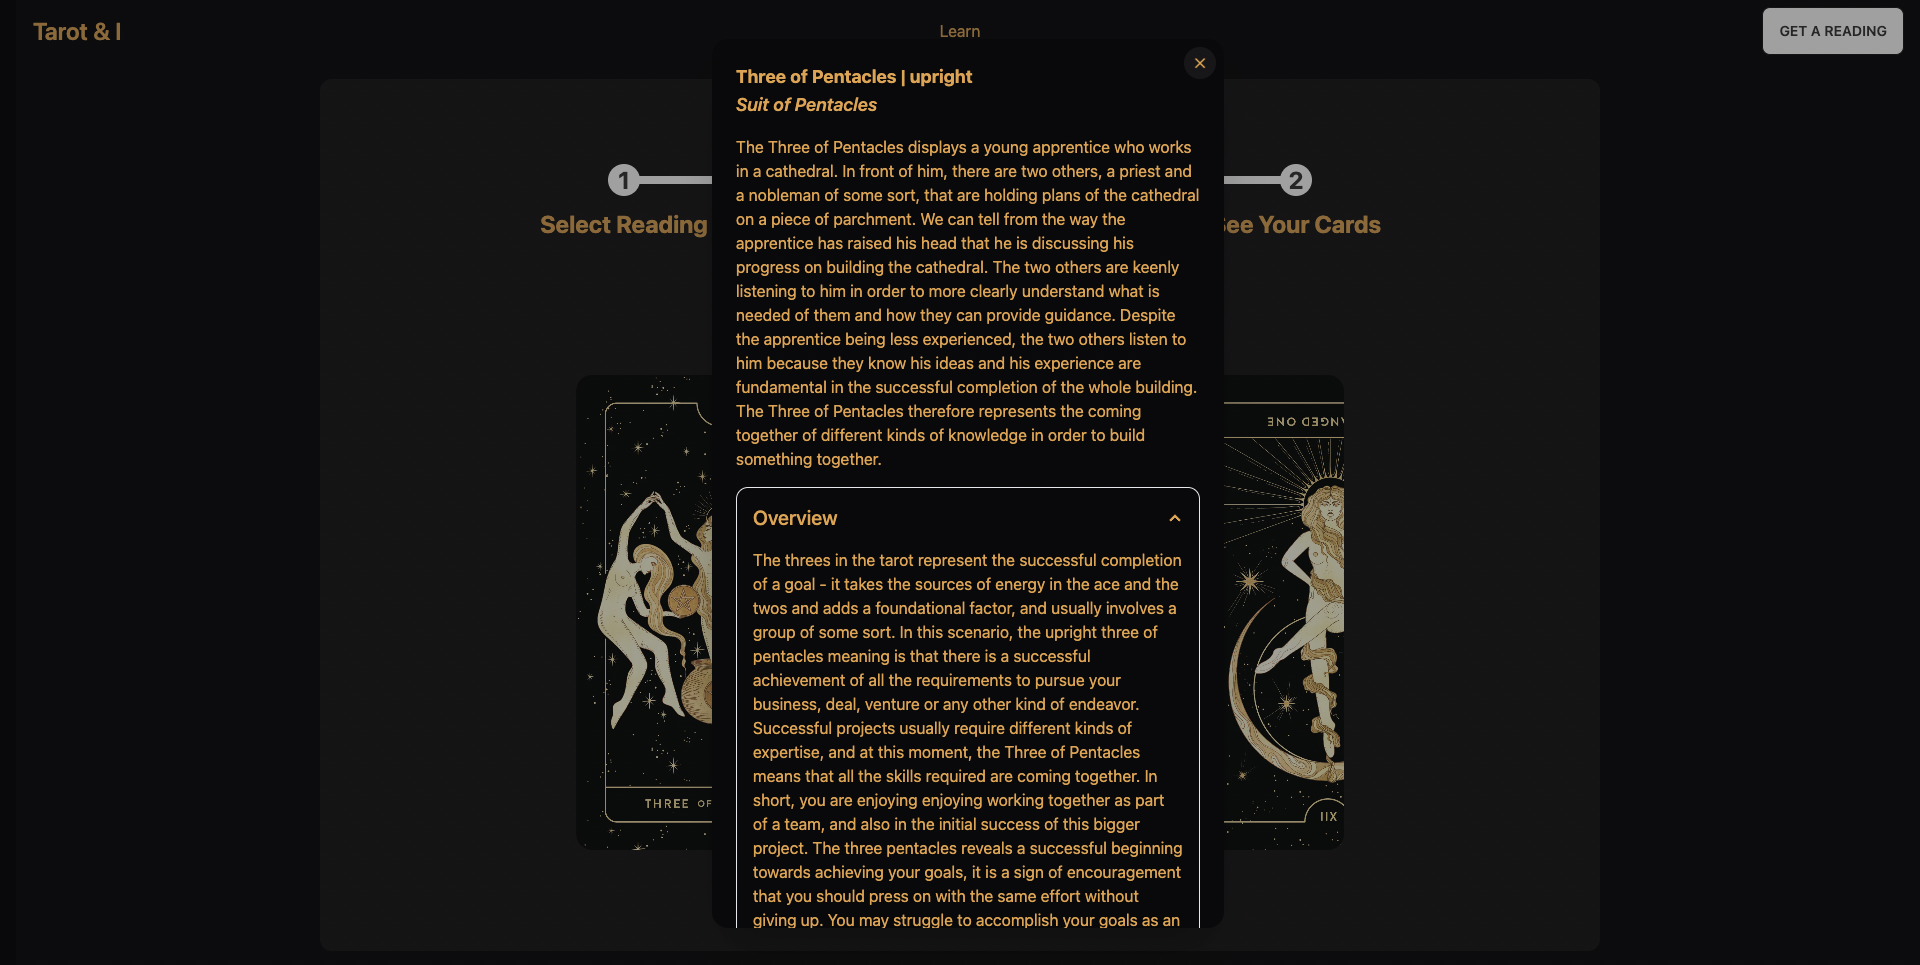 Tarot & I
Learn
GET A READING
1
Select Reading
2
See Your Cards
Three of Pentacles | upright
Suit of Pentacles
The Three of Pentacles displays a young apprentice who works
in a cathedral. In front of him, there are two others, a priest and
a nobleman of some sort, that are holding plans of the cathedral
on a piece of parchment. We can tell from the way the
apprentice has raised his head that he is discussing his
progress on building the cathedral. The two others are keenly
listening to him in order to more clearly understand what is
needed of them and how they can provide guidance. Despite
the apprentice being less experienced, the two others listen to
him because they know his ideas and his experience are
fundamental in the successful completion of the whole building.
The Three of Pentacles therefore represents the coming
together of different kinds of knowledge in order to build
something together.
Overview
The threes in the tarot represent the successful completion
of a goal - it takes the sources of energy in the ace and the
twos and adds a foundational factor, and usually involves a
group of some sort. In this scenario, the upright three of
pentacles meaning is that there is a successful
achievement of all the requirements to pursue your
business, deal, venture or any other kind of endeavor.
Successful projects usually require different kinds of
expertise, and at this moment, the Three of Pentacles
means that all the skills required are coming together. In
short, you are enjoying enjoying working together as part
of a team, and also in the initial success of this bigger
project. The three pentacles reveals a successful beginning
towards achieving your goals, it is a sign of encouragement
that you should press on with the same effort without
giving up. You may struggle to accomplish your goals as an
THREE OF
NGED ONE
XII